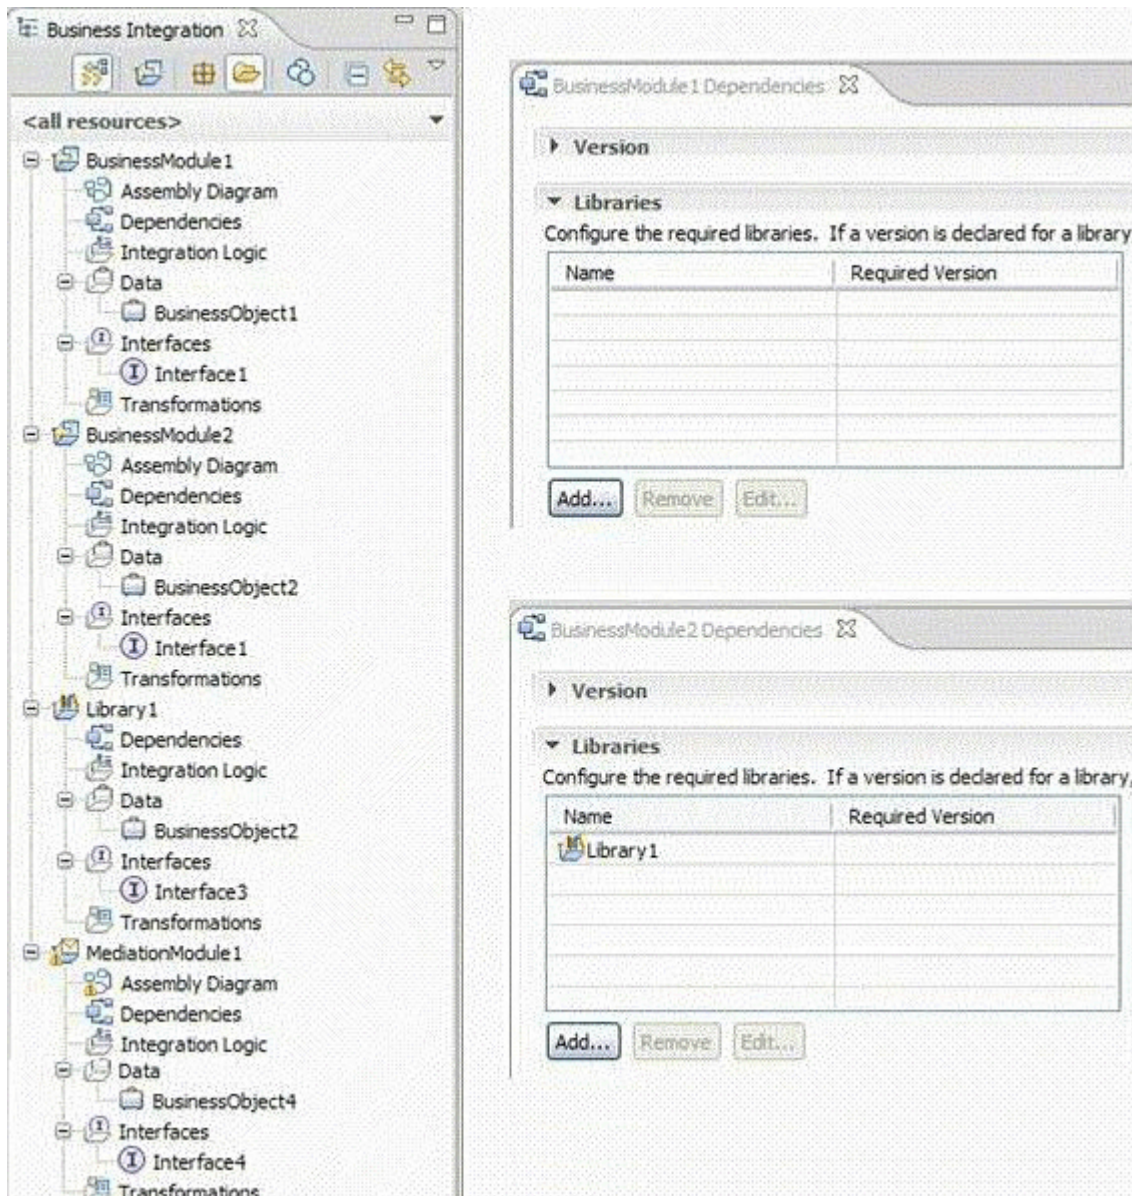 Business Integration
<all resources>
BusinessModule1
Assembly Diagram
Dependencies
Integration Logic
Data
BusinessObject1
Interfaces
Interface1
Transformations
BusinessModule2
Assembly Diagram
Dependencies
Integration Logic
Data
BusinessObject2
Interfaces
Interface1
Transformations
Library1
Dependencies
Integration Logic
Data
BusinessObject2
Interfaces
Interface3
Transformations
MediationModule1
Assembly Diagram
Dependencies
Integration Logic
Data
BusinessObject4
Interfaces
Interface4
Transformations
BusinessModule1 Dependencies
Version
Libraries
Configure the required libraries. If a version is declared for a library
Name Required Version
Add... Remove Edit...
BusinessModule2 Dependencies
Version
Libraries
Configure the required libraries. If a version is declared for a library,
Name Required Version
Library1
Add... Remove Edit...